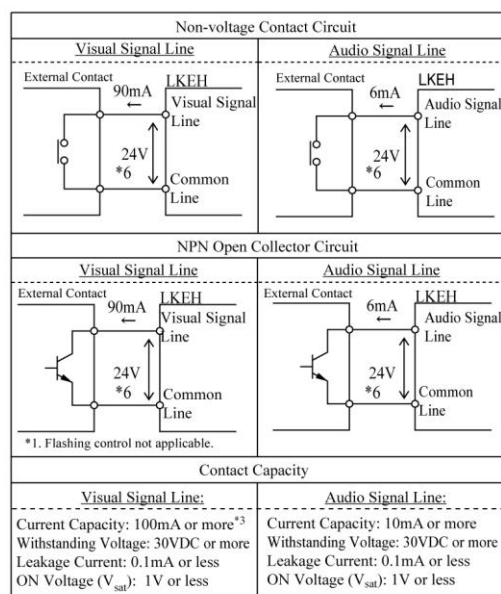 Non-voltage Contact Circuit
Visual Signal Line
External Contact
LKEH
90mA
←
Visual Signal
Line
24V
*6
Common
Line
Audio Signal Line
External Contact
LKEH
6mA
←
Audio Signal
Line
24V
*6
Common
Line
NPN Open Collector Circuit
Visual Signal Line
External Contact
LKEH
90mA
←
Visual Signal
Line
24V
*6
Common
Line
*1. Flashing control not applicable.
Audio Signal Line
External Contact
LKEH
6mA
←
Audio Signal
Line
24V
*6
Common
Line
Contact Capacity
Visual Signal Line:
Current Capacity: 100mA or more*3
Withstanding Voltage: 30VDC or more
Leakage Current: 0.1mA or less
ON Voltage (Vsat): 1V or less
Audio Signal Line:
Current Capacity: 10mA or more
Withstanding Voltage: 30VDC or more
Leakage Current: 0.1mA or less
ON Voltage (Vsat): 1V or less